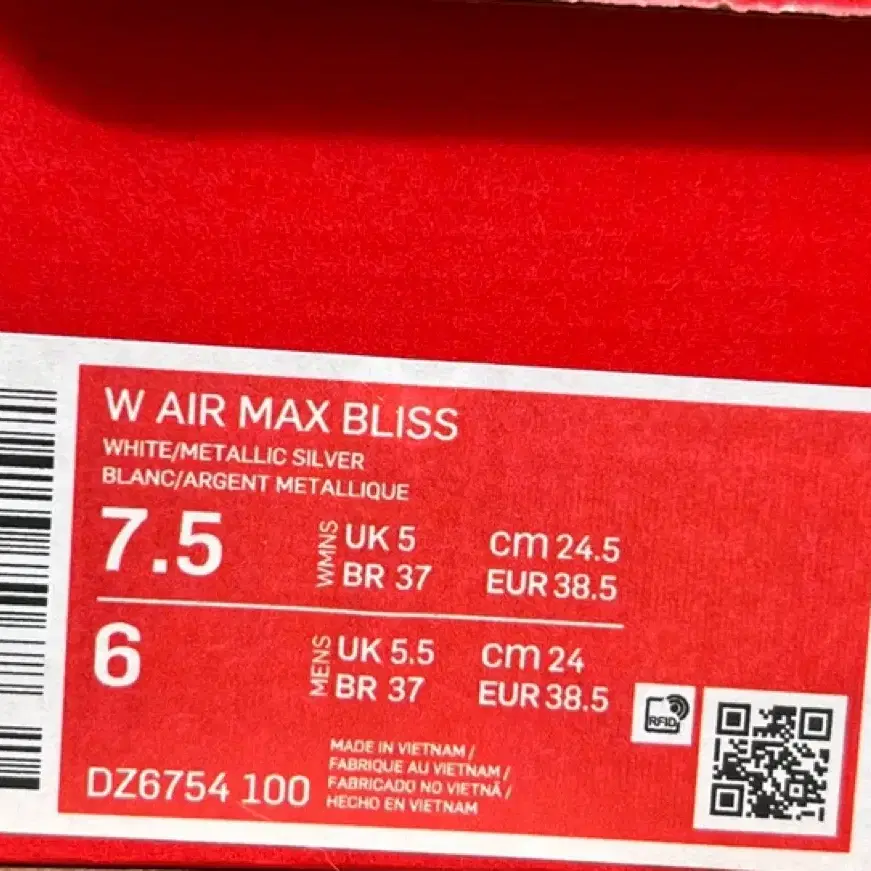 W AIR MAX BLISS
WHITE/METALLIC SILVER
BLANC/ARGENT METALLIQUE
7.5 WMNS UK 5 cm 24.5
BR 37 EUR 38.5
6 MENS UK 5.5 cm 24
BR 37 EUR 38.5
RFID
DZ6754 100
MADE IN VIETNAM /
FABRIQUE AU VIETNAM /
FABRICADO NO VIETNÃ /
HECHO EN VIETNAM